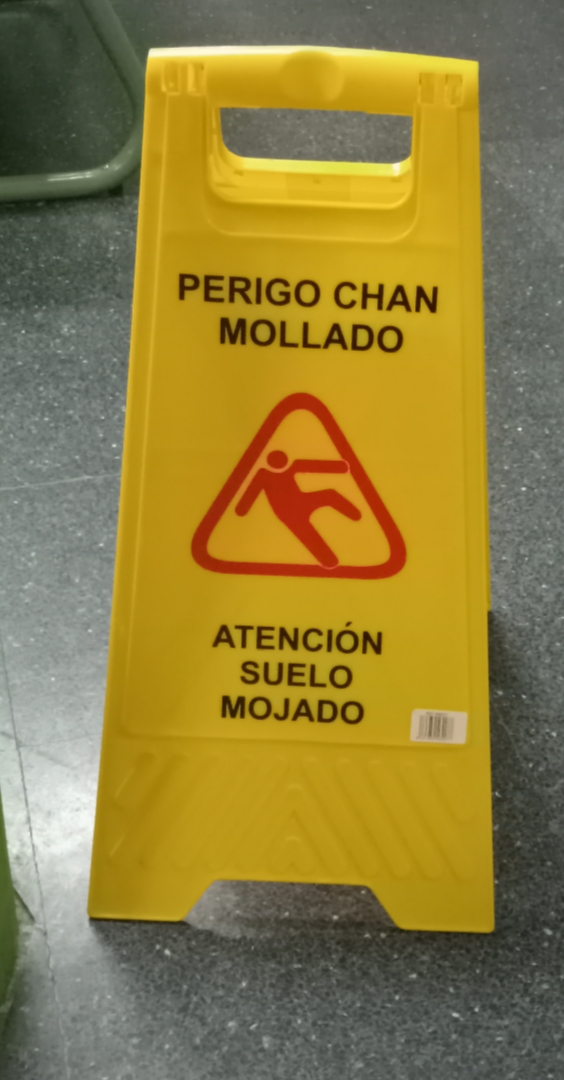 PERIGO CHAN
MOLLADO
ATENCIÓN
SUELO
MOJADO